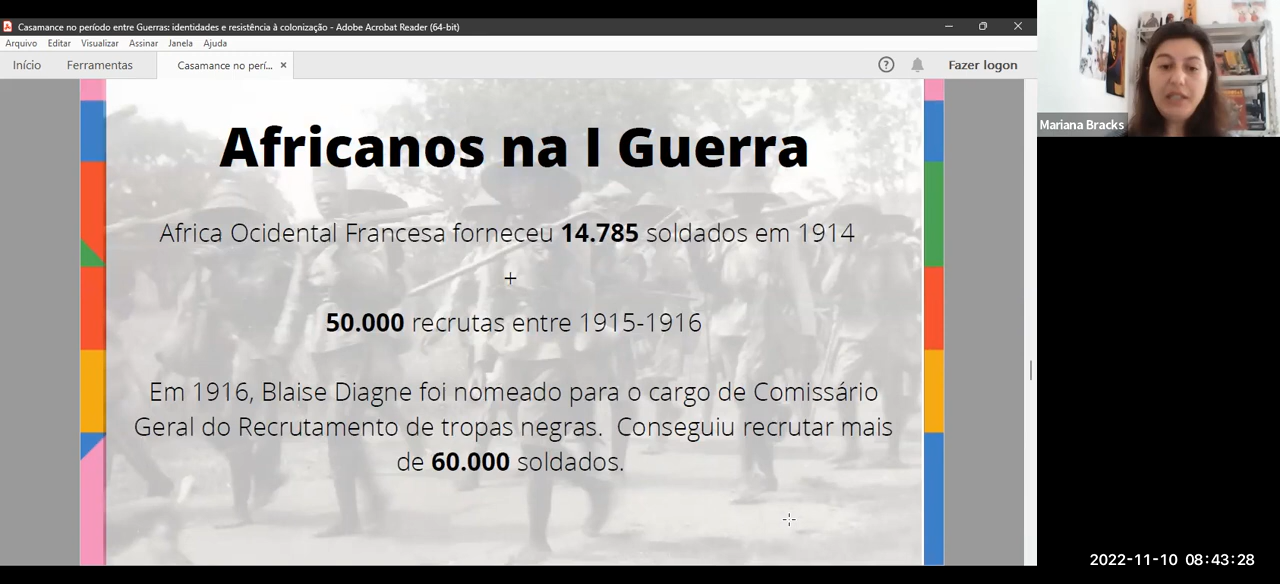 Casamance no período entre Guerras: identidades e resistência à colonização - Adobe Acrobat Reader (64-bit)
Arquivo Editar Visualizar Assinar Janela Ajuda
Início Ferramentas Casamance no perí... × ? Fazer logon
Mariana Bracks
Africanos na I Guerra
Africa Ocidental Francesa forneceu 14.785 soldados em 1914
+
50.000 recrutas entre 1915-1916
Em 1916, Blaise Diagne foi nomeado para o cargo de Comissário
Geral do Recrutamento de tropas negras. Conseguiu recrutar mais
de 60.000 soldados.
2022-11-10 08:43:28